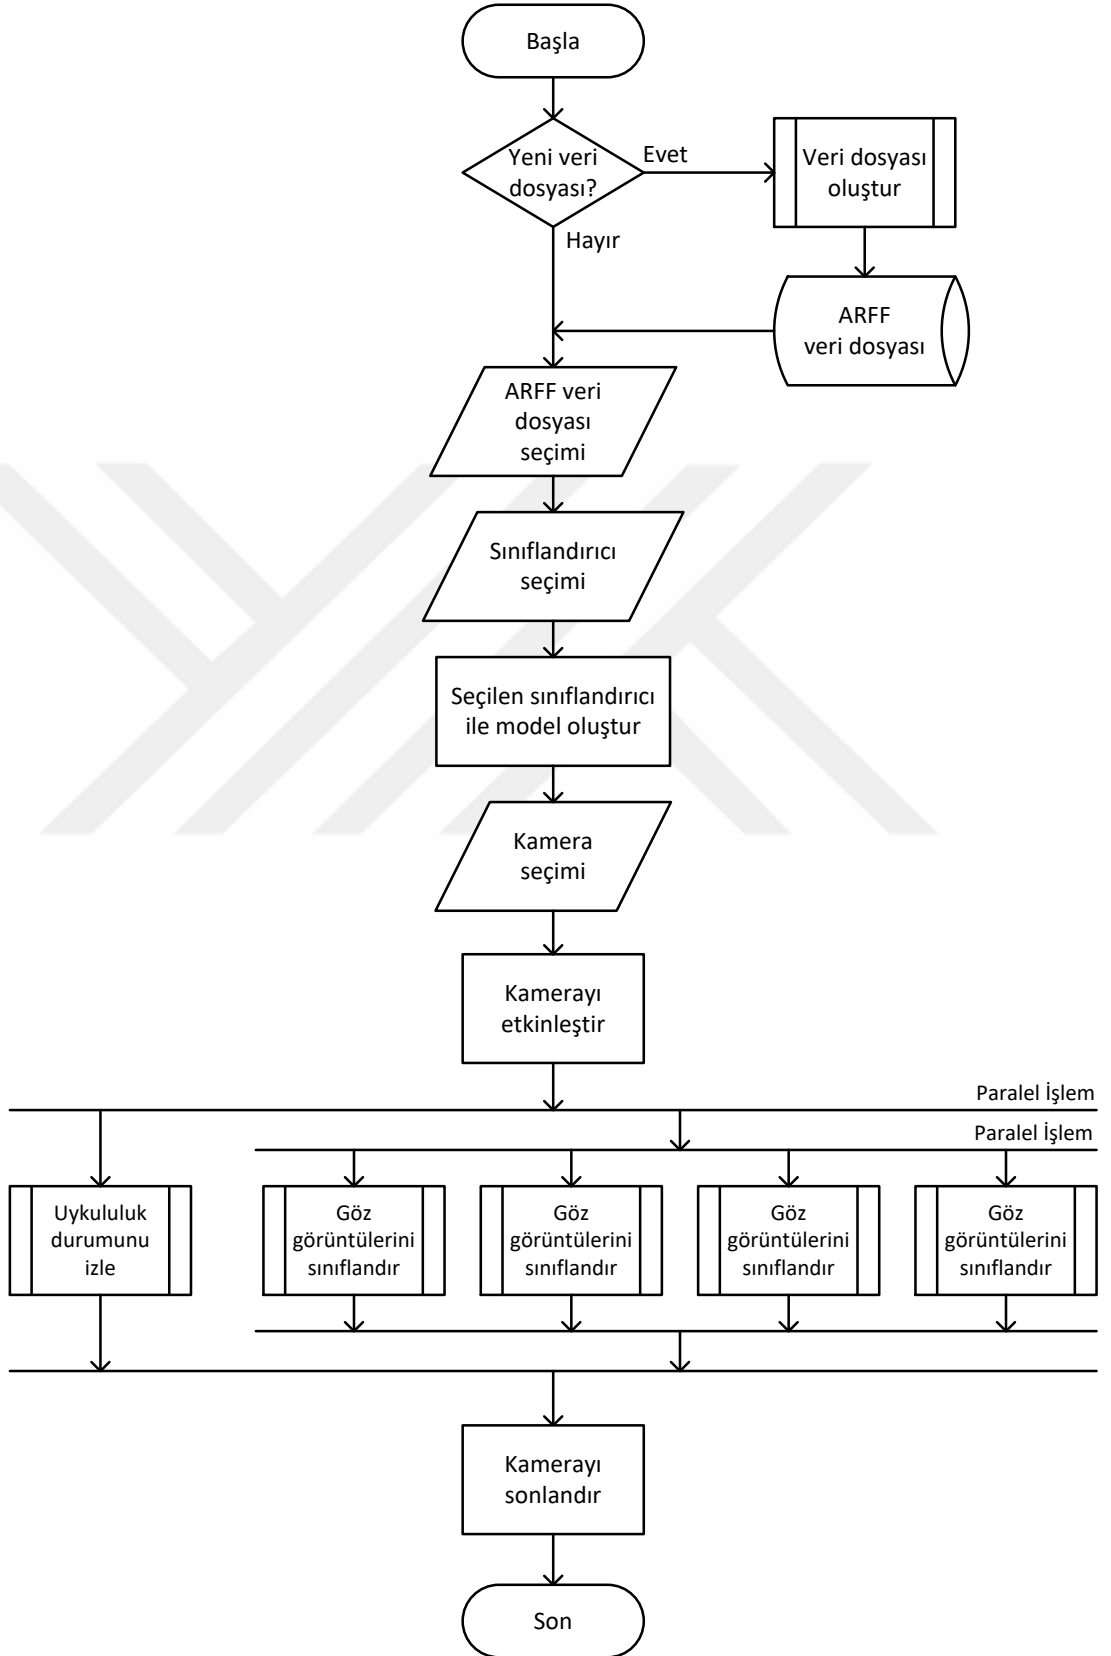 Başla
Yeni veri
dosyası?
Evet
Veri dosyası
oluştur
Hayır
ARFF
veri dosyası
ARFF veri
dosyası
seçimi
Sınıflandırıcı
seçimi
Seçilen sınıflandırıcı
ile model oluştur
Kamera
seçimi
Kamerayı
etkinleştir
Paralel İşlem
Paralel İşlem
Uykululuk
durumunu
izle
Göz
görüntülerini
sınıflandır
Göz
görüntülerini
sınıflandır
Göz
görüntülerini
sınıflandır
Göz
görüntülerini
sınıflandır
Kamerayı
sonlandır
Son